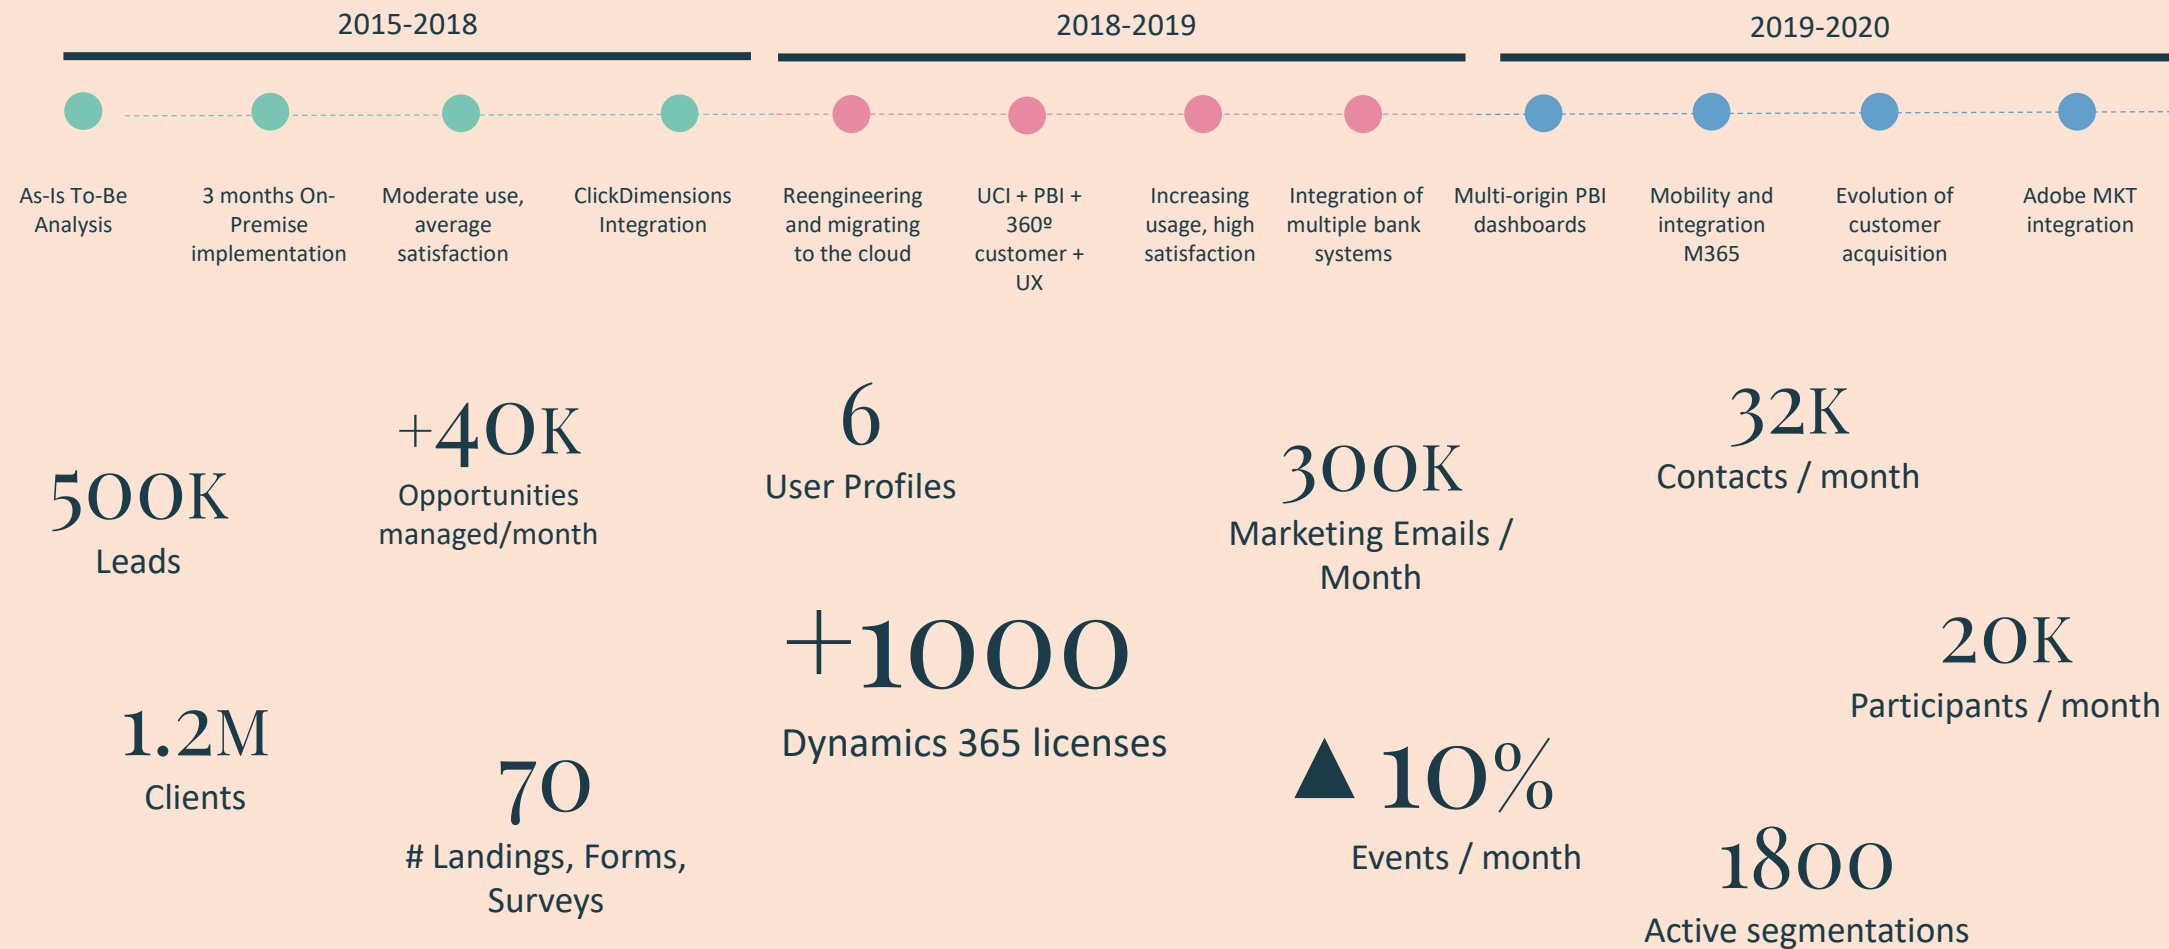 2015-2018
2018-2019
2019-2020
As-Is To-Be
Analysis
3 months On-
Premise
implementation
Moderate use,
average
satisfaction
ClickDimensions
Integration
Reengineering
and migrating
to the cloud
UCI + PBI +
360º
customer +
UX
Increasing
usage, high
satisfaction
Integration of
multiple bank
systems
Multi-origin PBI
dashboards
Mobility and
integration
M365
Evolution of
customer
acquisition
Adobe MKT
integration
500K
Leads
+40K
Opportunities
managed/month
6
User Profiles
300K
Marketing Emails /
Month
32K
Contacts / month
+1000
Dynamics 365 licenses
20K
Participants / month
1.2M
Clients
70
# Landings, Forms,
Surveys
▲ 10%
Events / month
1800
Active segmentations